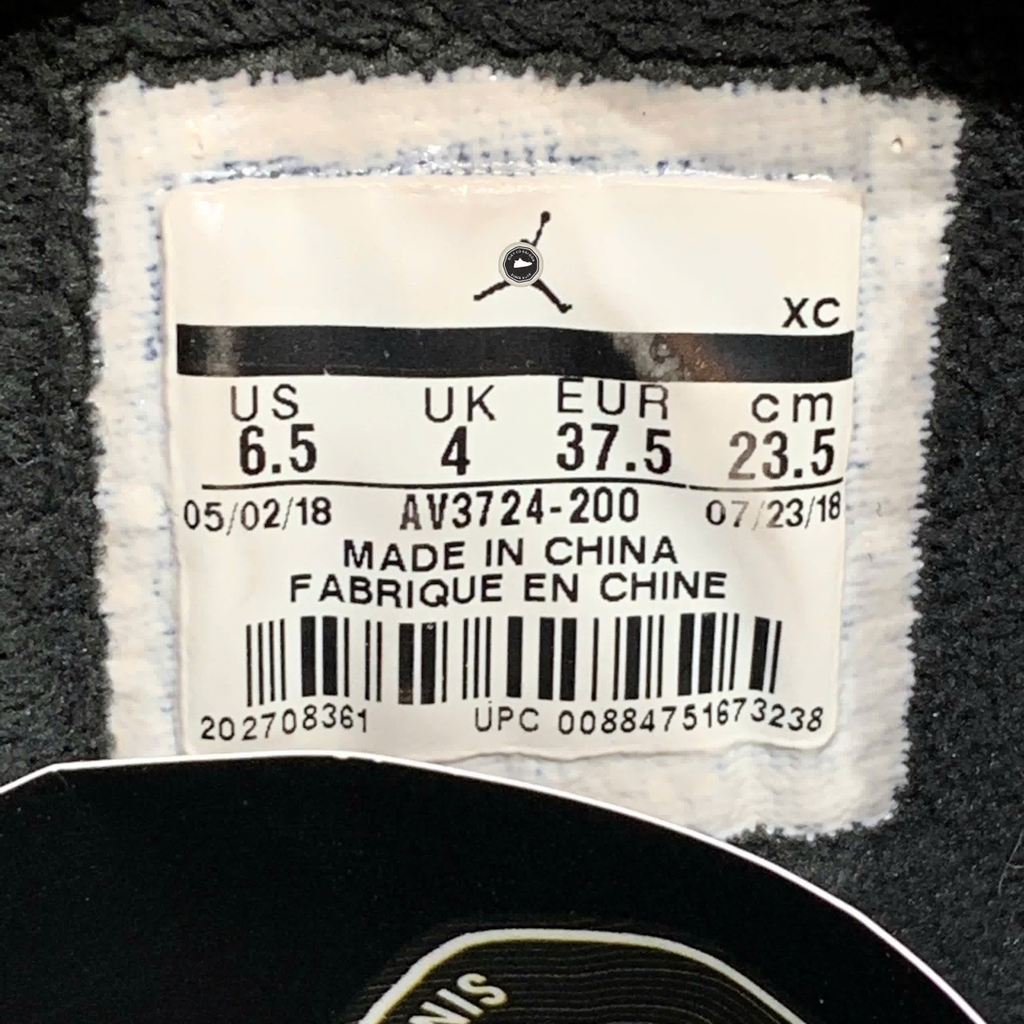 XC
US UK EUR cm
6.5 4 37.5 23.5
05/02/18 AV3724-200 07/23/18
MADE IN CHINA
FABRIQUE EN CHINE
202708361 UPC 00884751673238
NIS